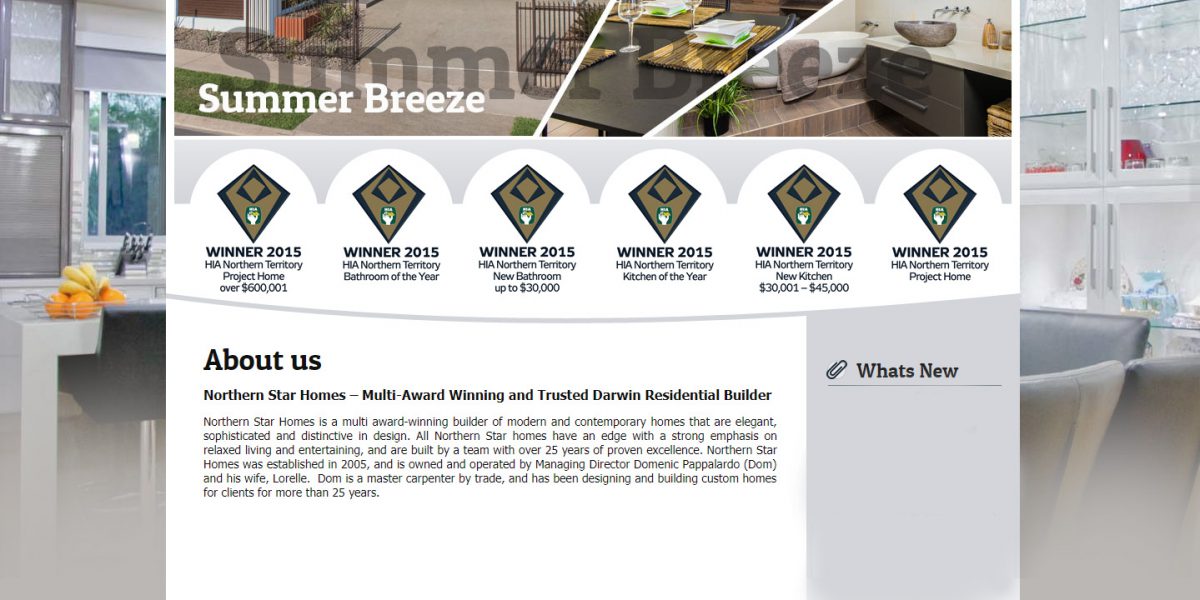 Summer Breeze
Summer Breeze
HIA HIA HIA HIA HIA HIA
WINNER 2015
HIA Northern Territory
Project Home
over $600,001
WINNER 2015
HIA Northern Territory
Bathroom of the Year
WINNER 2015
HIA Northern Territory
New Bathroom
up to $30,000
WINNER 2015
HIA Northern Territory
Kitchen of the Year
WINNER 2015
HIA Northern Territory
New Kitchen
$30,001 – $45,000
WINNER 2015
HIA Northern Territory
Project Home
About us
Northern Star Homes – Multi-Award Winning and Trusted Darwin Residential Builder
Northern Star Homes is a multi award-winning builder of modern and contemporary homes that are elegant,
sophisticated and distinctive in design. All Northern Star homes have an edge with a strong emphasis on
relaxed living and entertaining, and are built by a team with over 25 years of proven excellence. Northern Star
Homes was established in 2005, and is owned and operated by Managing Director Domenic Pappalardo (Dom)
and his wife, Lorelle. Dom is a master carpenter by trade, and has been designing and building custom homes
for clients for more than 25 years.
Whats New